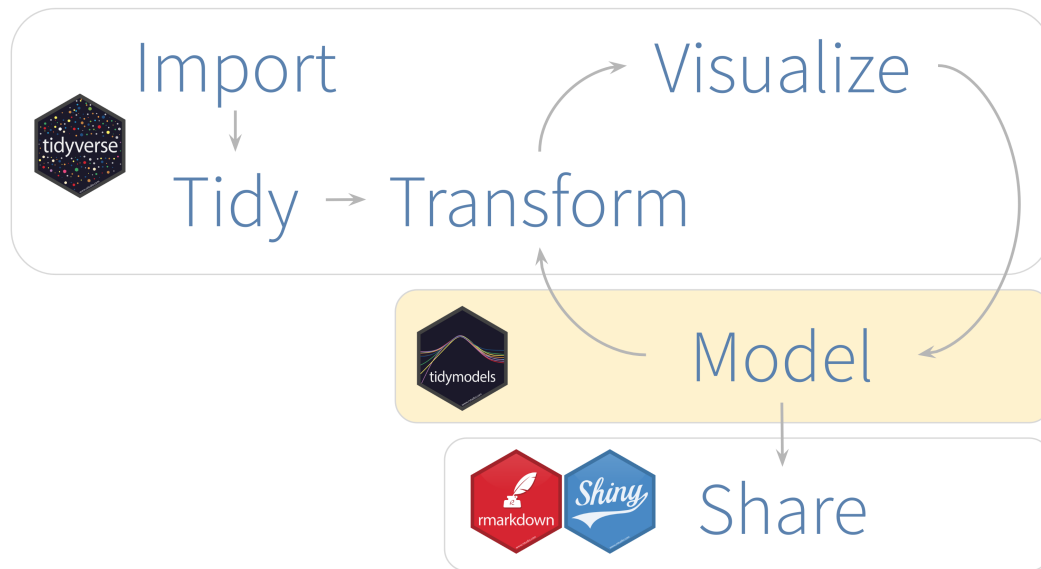 Import
Visualize
tidyverse
Tidy
Transform
Model
tidymodels
Share
rmarkdown
Shiny